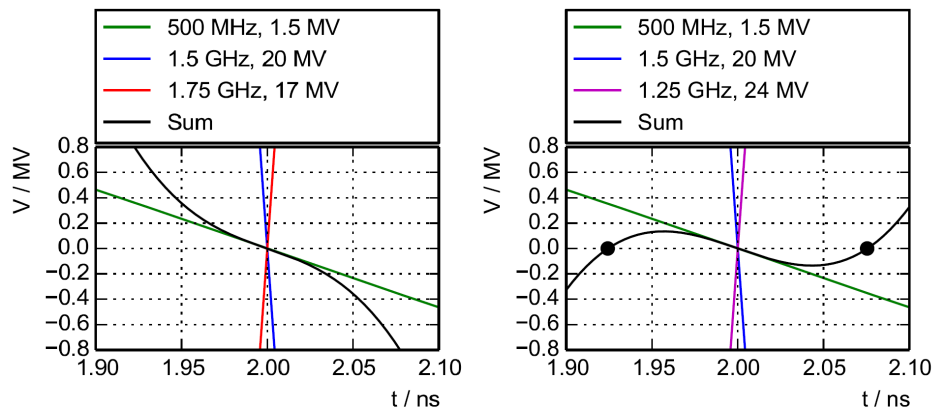 500 MHz, 1.5 MV
1.5 GHz, 20 MV
1.75 GHz, 17 MV
Sum
V / MV
0.8
0.6
0.4
0.2
0.0
−0.2
−0.4
−0.6
−0.8
1.90 1.95 2.00 2.05 2.10
t / ns
500 MHz, 1.5 MV
1.5 GHz, 20 MV
1.25 GHz, 24 MV
Sum
V / MV
0.8
0.6
0.4
0.2
0.0
−0.2
−0.4
−0.6
−0.8
1.90 1.95 2.00 2.05 2.10
t / ns